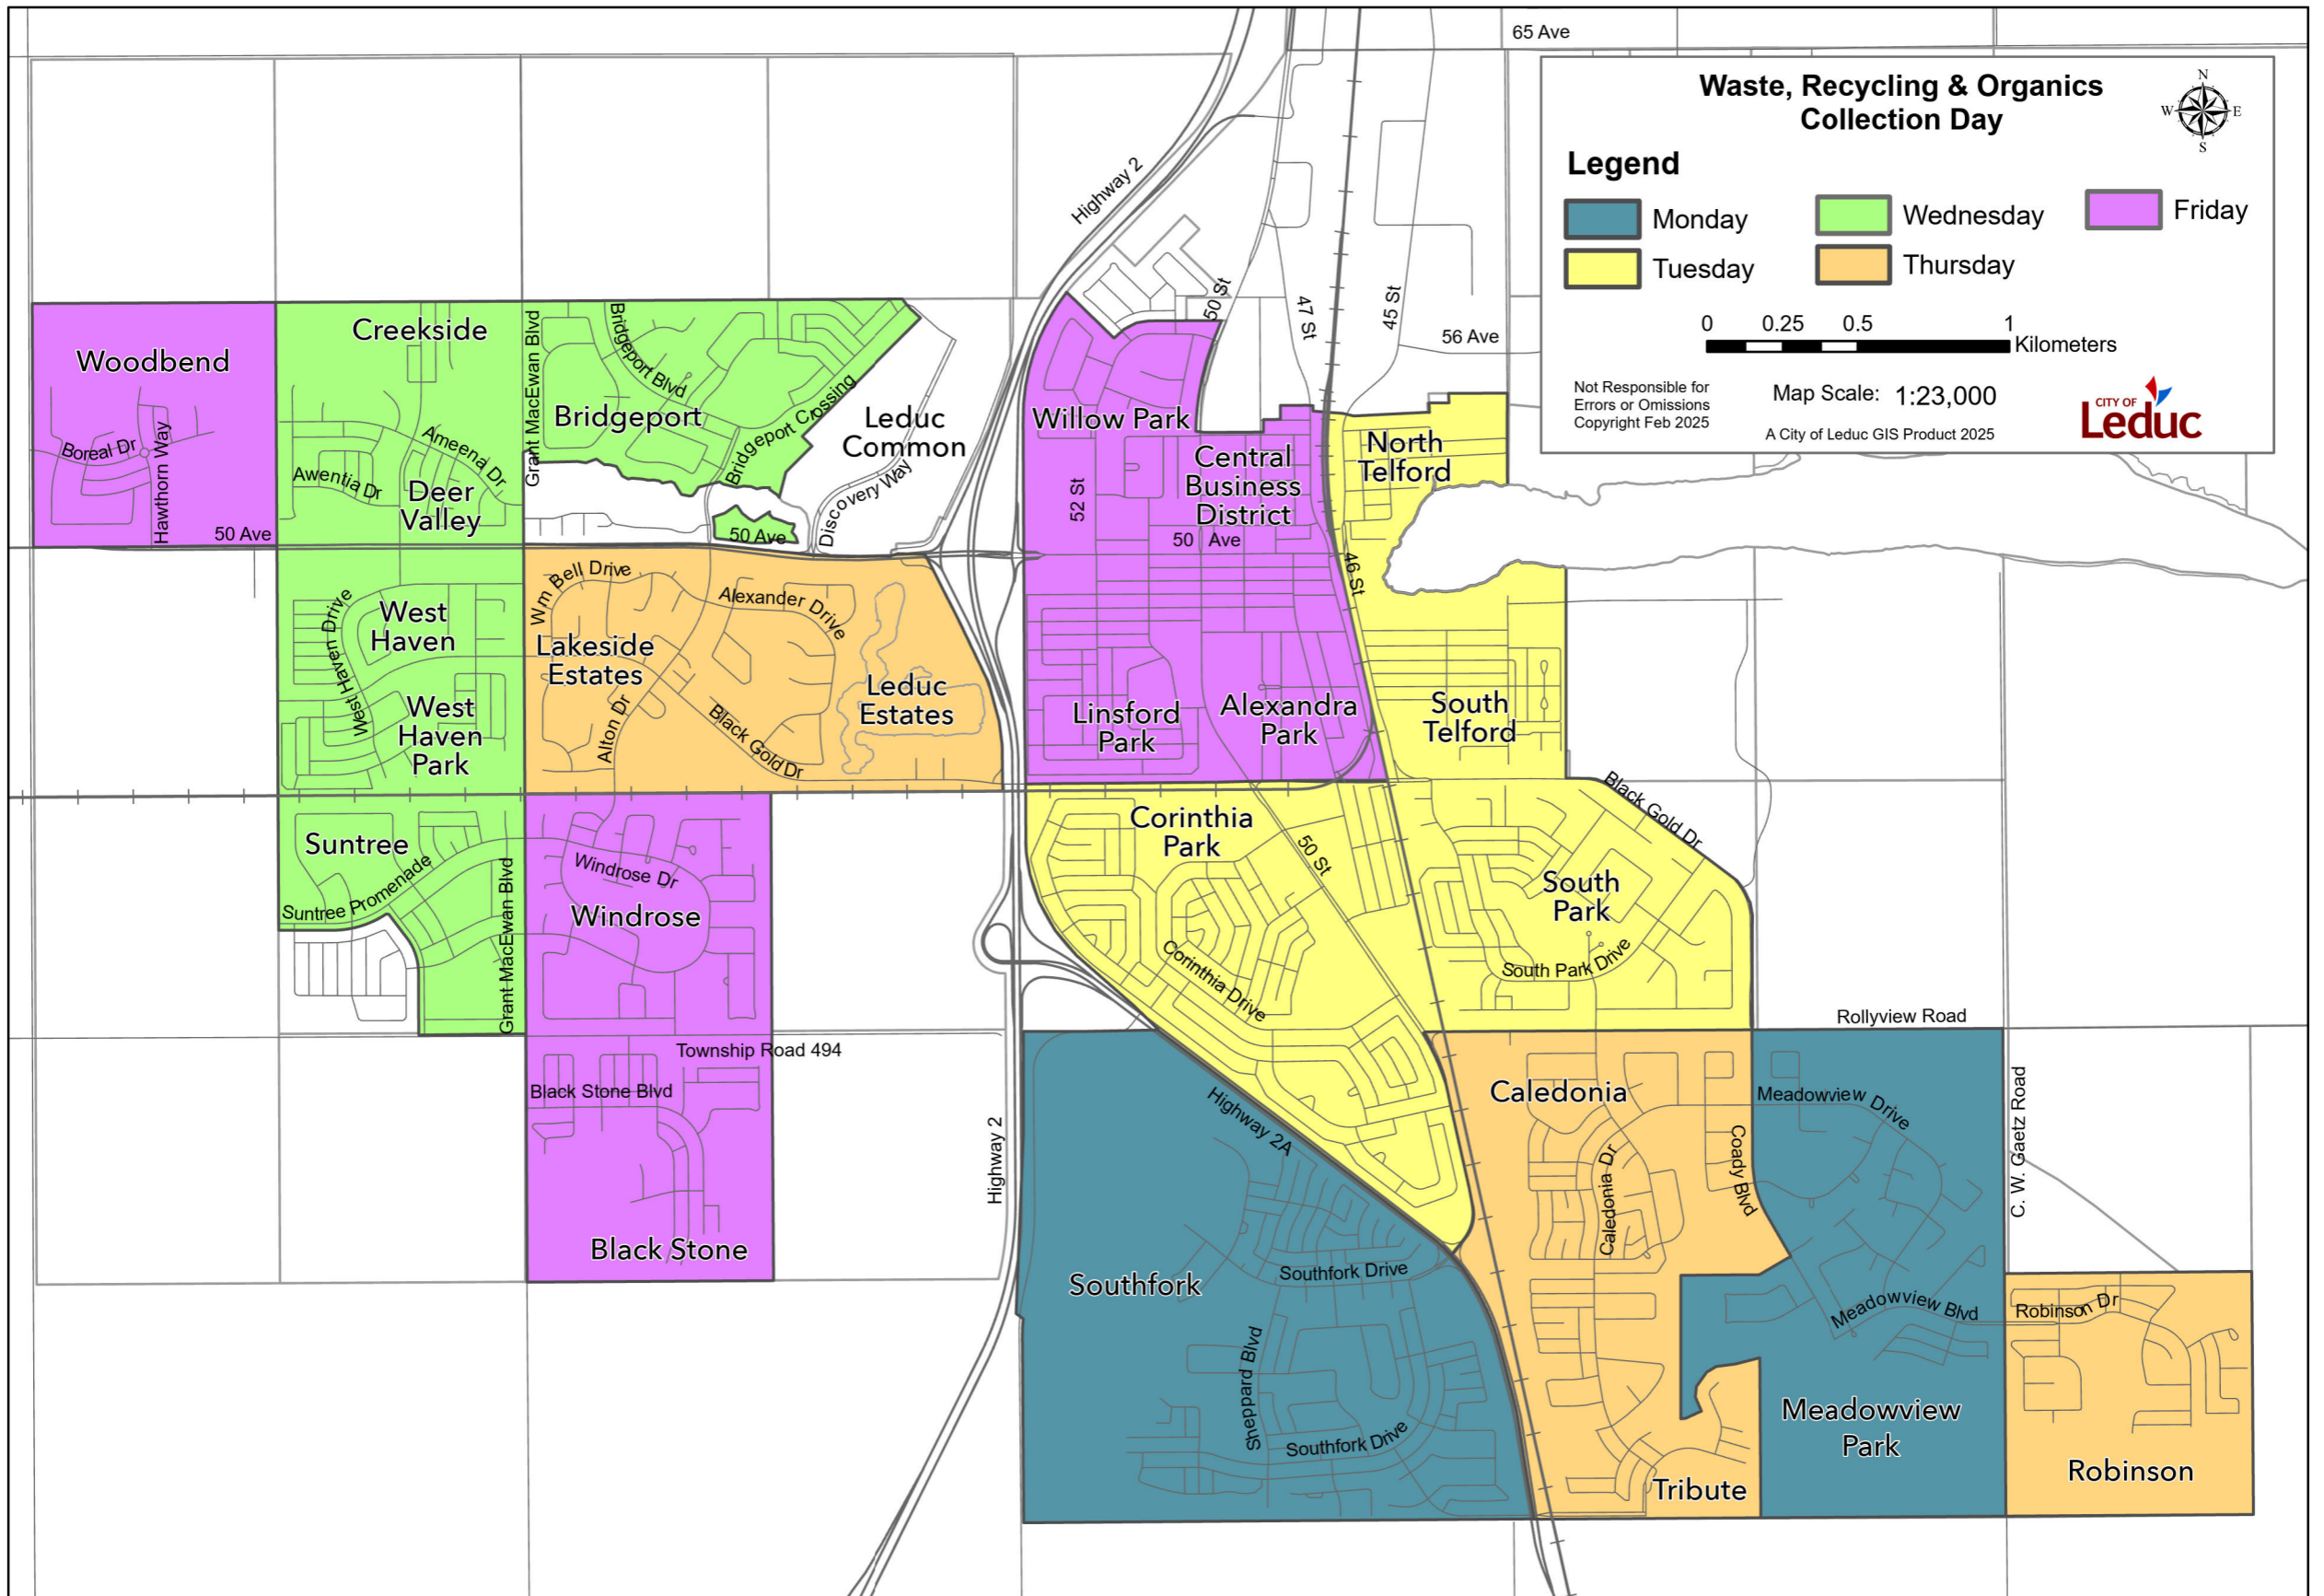 65 Ave
Waste, Recycling & Organics
Collection Day
N
W
E
S
Legend
Monday
Wednesday
Friday
Tuesday
Thursday
0
0.25
0.5
1
Kilometers
Not Responsible for
Errors or Omissions
Copyright Feb 2025
Map Scale: 1:23,000
A City of Leduc GIS Product 2025
CITY OF
Leduc
Highway 2
50 St
47 St
45 St
56 Ave
Woodbend
Boreal Dr
Hawthorn Way
50 Ave
Creekside
Ameena Dr
Awentia Dr
Deer
Valley
Grant MacEwan Blvd
Bridgeport Blvd
Bridgeport
Bridgeport Crossing
Leduc
Common
Discovery Way
50 Ave
Willow Park
52 St
Central
Business
District
50 Ave
North
Telford
46 St
West Haven Drive
West
Haven
West Haven
West
Haven
Park
Wm Bell Drive
Alexander Drive
Lakeside
Estates
Alton Dr
Black Gold Dr
Leduc
Estates
Linsford
Park
Alexandra
Park
South
Telford
Black Gold Dr
Suntree
Suntree Promenade
Grant MacEwan Blvd
Windrose Dr
Windrose
Corinthia
Park
50 St
Corinthia Drive
South
Park
South Park Drive
Rollyview Road
Township Road 494
Black Stone Blvd
Black Stone
Highway 2
Highway 2A
Southfork
Southfork Drive
Sheppard Blvd
Southfork Drive
Caledonia
Caledonia Dr
Coady Blvd
Meadowview Drive
C. W. Gaetz Road
Meadowview Blvd
Meadowview
Park
Tribute
Robinson Dr
Robinson